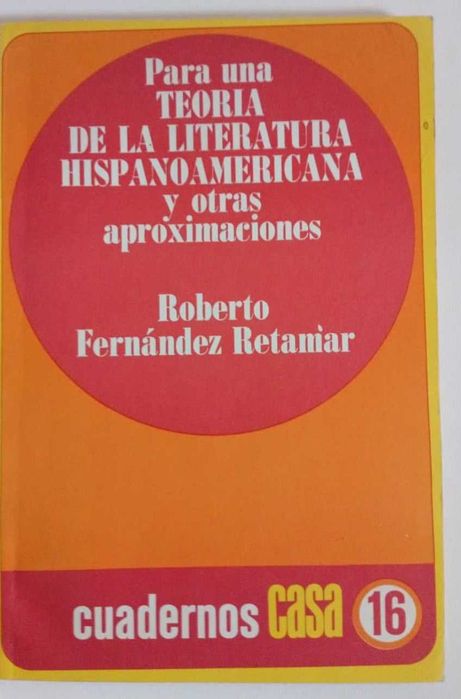 Para una
TEORIA
DE LA LITERATURA
HISPANOAMERICANA
y otras
aproximaciones
Roberto
Fernández Retamar
cuadernos casa 16